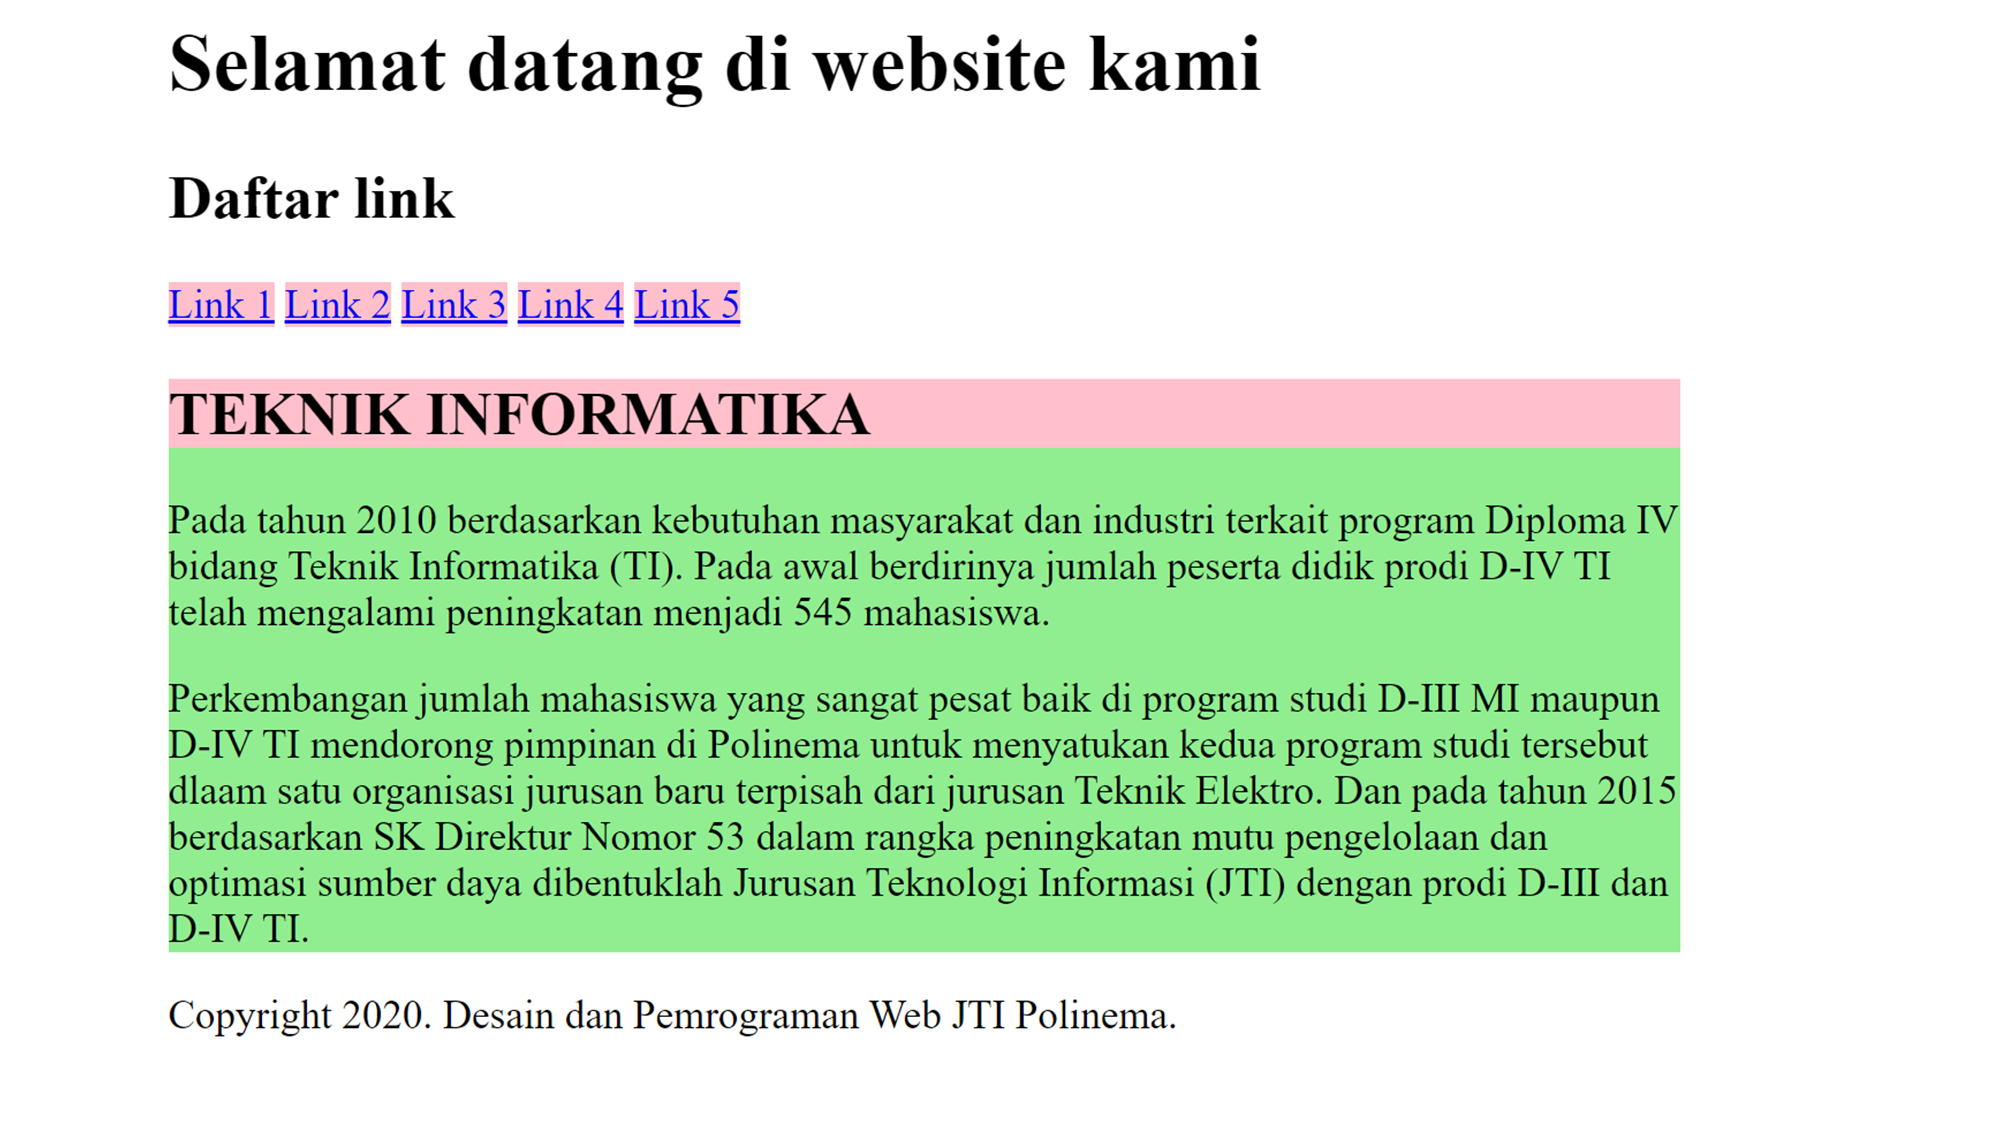 Selamat datang di website kami
Daftar link
Link 1 Link 2 Link 3 Link 4 Link 5
TEKNIK INFORMATIKA
Pada tahun 2010 berdasarkan kebutuhan masyarakat dan industri terkait program Diploma IV
bidang Teknik Informatika (TI). Pada awal berdirinya jumlah peserta didik prodi D-IV TI
telah mengalami peningkatan menjadi 545 mahasiswa.
Perkembangan jumlah mahasiswa yang sangat pesat baik di program studi D-III MI maupun
D-IV TI mendorong pimpinan di Polinema untuk menyatukan kedua program studi tersebut
dlaam satu organisasi jurusan baru terpisah dari jurusan Teknik Elektro. Dan pada tahun 2015
berdasarkan SK Direktur Nomor 53 dalam rangka peningkatan mutu pengelolaan dan
optimasi sumber daya dibentuklah Jurusan Teknologi Informasi (JTI) dengan prodi D-III dan
D-IV TI.
Copyright 2020. Desain dan Pemrograman Web JTI Polinema.